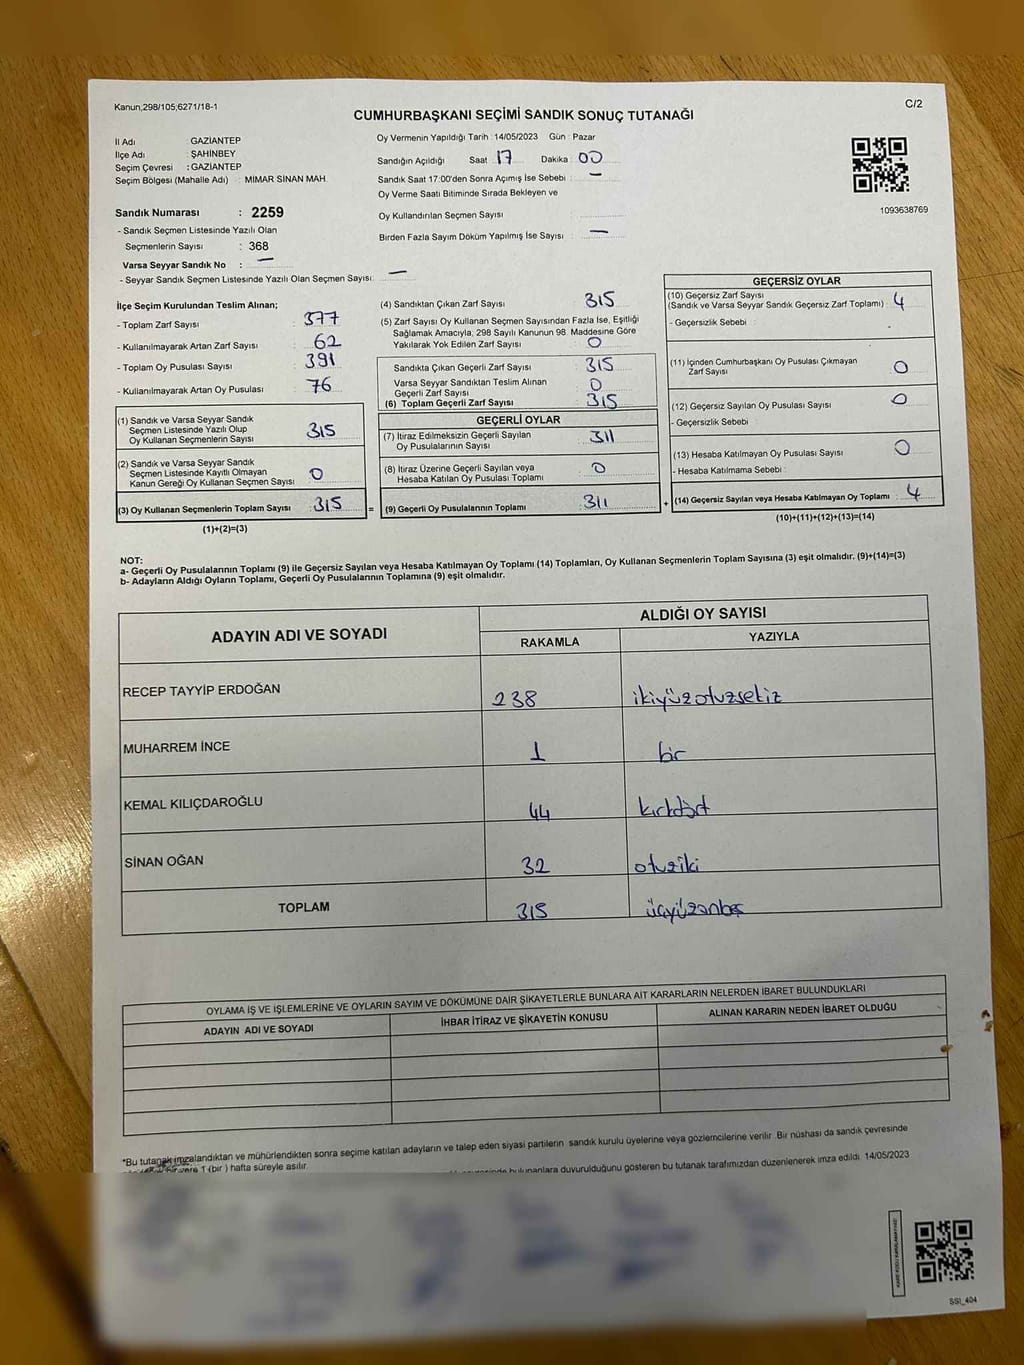 Kanun,298/105;6271/18-1
C/2
CUMHURBAŞKANI SEÇİMİ SANDIK SONUÇ TUTANAĞI
İl Adı : GAZİANTEP
İlçe Adı : ŞAHİNBEY
Seçim Çevresi : GAZİANTEP
Seçim Bölgesi (Mahalle Adı) : MİMAR SİNAN MAH.
Sandık Numarası : 2259
- Sandık Seçmen Listesinde Yazılı Olan
Seçmenlerin Sayısı : 368
Varsa Seyyar Sandık No : —
- Seyyar Sandık Seçmen Listesinde Yazılı Olan Seçmen Sayısı: —
Oy Vermenin Yapıldığı Tarih : 14/05/2023 Gün : Pazar
Sandığın Açıldığı Saat 17 Dakika : 00
Sandık Saat 17:00'den Sonra Açımış İse Sebebi : —
Oy Verme Saati Bitiminde Sırada Bekleyen ve
Oy Kullandırılan Seçmen Sayısı :
Birden Fazla Sayım Döküm Yapılmış İse Sayısı : —
1093638769
İlçe Seçim Kurulundan Teslim Alınan;
- Toplam Zarf Sayısı : 377
- Kullanılmayarak Artan Zarf Sayısı : 62
- Toplam Oy Pusulası Sayısı : 391
- Kullanılmayarak Artan Oy Pusulası : 76
(1) Sandık ve Varsa Seyyar Sandık
Seçmen Listesinde Yazılı Olup
Oy Kullanan Seçmenlerin Sayısı : 315
(2) Sandık ve Varsa Seyyar Sandık
Seçmen Listesinde Kayıtlı Olmayan
Kanun Gereği Oy Kullanan Seçmen Sayısı : 0
(3) Oy Kullanan Seçmenlerin Toplam Sayısı : 315 =
(1)+(2)=(3)
(4) Sandıktan Çıkan Zarf Sayısı : 315
(5) Zarf Sayısı Oy Kullanan Seçmen Sayısından Fazla İse, Eşitliği
Sağlamak Amacıyla, 298 Sayılı Kanunun 98. Maddesine Göre
Yakılarak Yok Edilen Zarf Sayısı : 0
Sandıkta Çıkan Geçerli Zarf Sayısı : 315
Varsa Seyyar Sandıktan Teslim Alınan
Geçerli Zarf Sayısı : 0
(6) Toplam Geçerli Zarf Sayısı : 315
GEÇERLİ OYLAR
(7) İtiraz Edilmeksizin Geçerli Sayılan
Oy Pusulalarının Sayısı : 311
(8) İtiraz Üzerine Geçerli Sayılan veya
Hesaba Katılan Oy Pusulası Toplamı : 0
(9) Geçerli Oy Pusulalarının Toplamı : 311 +
GEÇERSİZ OYLAR
(10) Geçersiz Zarf Sayısı
(Sandık ve Varsa Seyyar Sandık Geçersiz Zarf Toplamı) : 4
- Geçersizlik Sebebi :
(11) İçinden Cumhurbaşkanı Oy Pusulası Çıkmayan
Zarf Sayısı : 0
(12) Geçersiz Sayılan Oy Pusulası Sayısı : 0
- Geçersizlik Sebebi :
(13) Hesaba Katılmayan Oy Pusulası Sayısı : 0
- Hesaba Katılmama Sebebi :
(14) Geçersiz Sayılan veya Hesaba Katılmayan Oy Toplamı : 4
(10)+(11)+(12)+(13)=(14)
NOT:
a- Geçerli Oy Pusulalarının Toplamı (9) ile Geçersiz Sayılan veya Hesaba Katılmayan Oy Toplamı (14) Toplamları, Oy Kullanan Seçmenlerin Toplam Sayısına (3) eşit olmalıdır. (9)+(14)=(3)
b- Adayların Aldığı Oyların Toplamı, Geçerli Oy Pusulalarının Toplamına (9) eşit olmalıdır.
ADAYIN ADI VE SOYADI
ALDIĞI OY SAYISI
RAKAMLA YAZIYLA
RECEP TAYYİP ERDOĞAN 238 ikiyüzotuzsekiz
MUHARREM İNCE 1 bir
KEMAL KILIÇDAROĞLU 44 kırkdört
SİNAN OĞAN 32 otuziki
TOPLAM 315 üçyüzonbeş
OYLAMA İŞ VE İŞLEMLERİNE VE OYLARIN SAYIM VE DÖKÜMÜNE DAİR ŞİKAYETLERLE BUNLARA AİT KARARLARIN NELERDEN İBARET BULUNDUKLARI
ADAYIN ADI VE SOYADI İHBAR İTİRAZ VE ŞİKAYETİN KONUSU ALINAN KARARIN NEDEN İBARET OLDUĞU
*Bu tutanak imzalandıktan ve mühürlendikten sonra seçime katılan adayların ve talep eden siyasi partilerin sandık kurulu üyelerine veya gözlemcilerine verilir. Bir nüshası da sandık çevresinde
1 (bir ) hafta süreyle asılır.
bulunanlara duyurulduğunu gösteren bu tutanak tarafımızdan düzenlenerek imza edildi. 14/05/2023
SSI_404